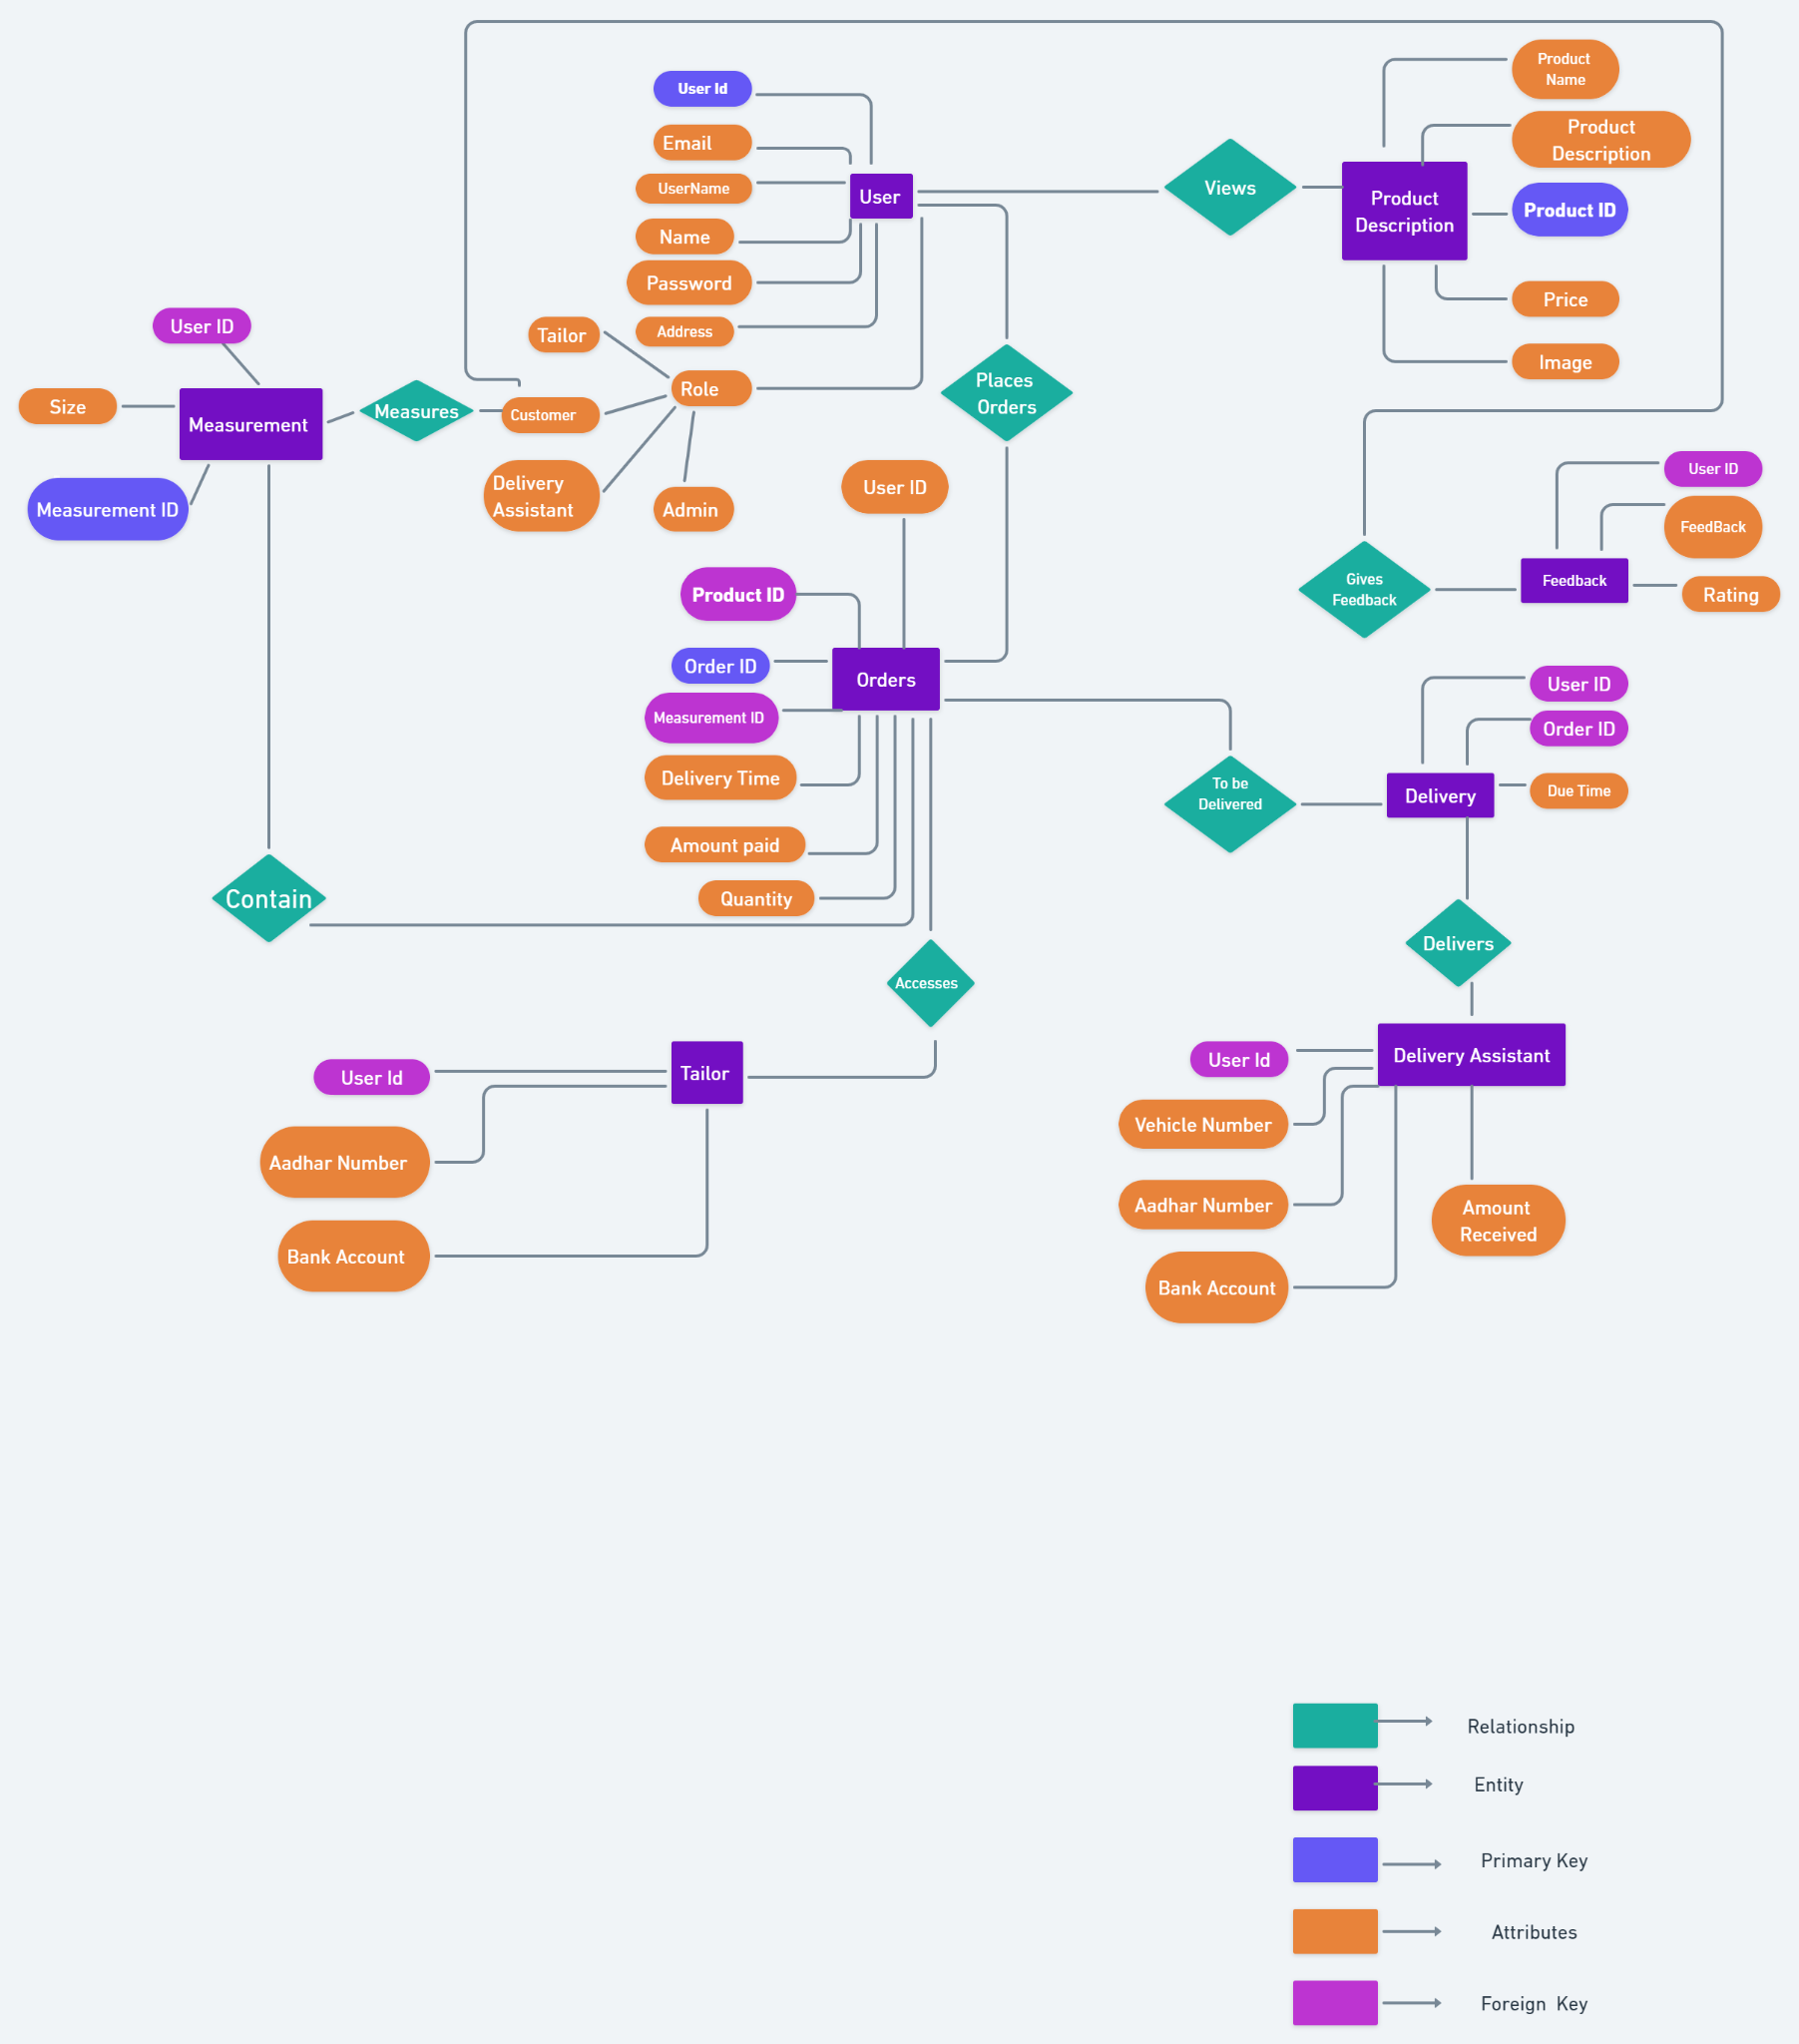 User Id
Email
UserName
Name
Password
Address
User
Views
Product
Name
Product
Description
Product
Description
Product ID
Price
Image
User ID
Size
Measurement
Measurement ID
Measures
Tailor
Role
Customer
Delivery
Assistant
Admin
Places
Orders
User ID
Product ID
Order ID
Orders
Measurement ID
Delivery Time
Amount paid
Quantity
Gives
Feedback
Feedback
User ID
FeedBack
Rating
User ID
Order ID
Due Time
To be
Delivered
Delivery
Contain
Accesses
Delivers
User Id
Tailor
Aadhar Number
Bank Account
Delivery Assistant
User Id
Vehicle Number
Aadhar Number
Bank Account
Amount
Received
Relationship
Entity
Primary Key
Attributes
Foreign Key